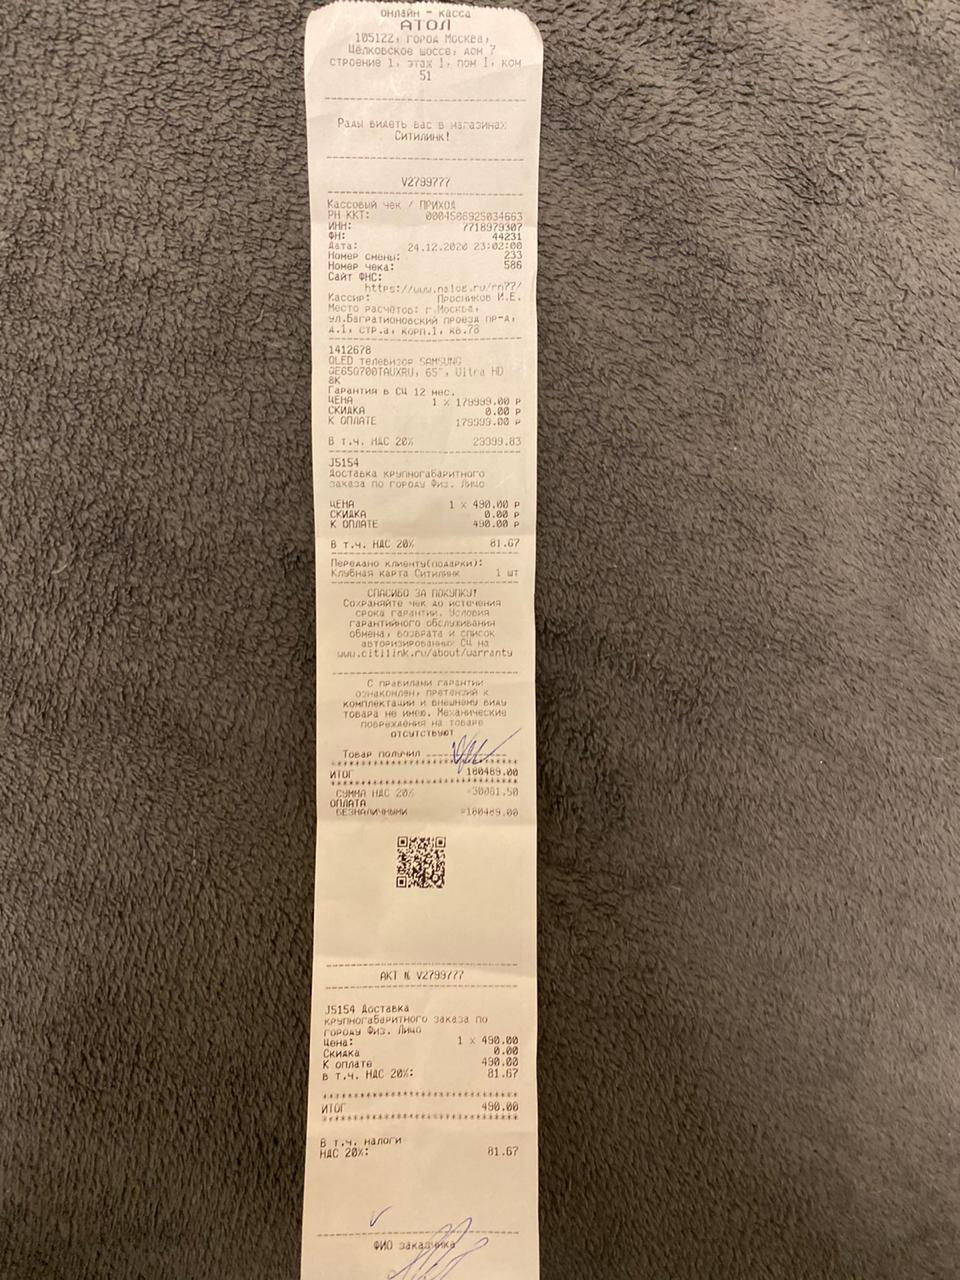 онлайн - касса
АТОЛ
105122, город Москва,
Щёлковское шоссе, дом 7
строение 1, этаж 1, пом I, ком
51
Рады видеть вас в магазинах
Ситилинк!
V2799777
Кассовый чек / ПРИХОД
РН ККТ: 0004506925034663
ИНН: 7718979307
ФН: 44231
Дата: 24.12.2020 23:02:00
Номер смены: 233
Номер чека: 586
Сайт ФНС:
https://www.nalog.ru/rn77/
Кассир: Просников И.Е.
Место расчётов: г.Москва,
ул.Багратионовский проезд пр-д,
д.1, стр.а, корп.1, кв.78
1412678
QLED телевизор SAMSUNG
QE65Q700TAUXRU, 65", Ultra HD
8K
Гарантия в СЦ 12 мес.
ЦЕНА 1 X 179999.00 р
СКИДКА 0.00 р
К ОПЛАТЕ 179999.00 р
В т.ч. НДС 20% 29999.83
J5154
Доставка крупногабаритного
заказа по городу Физ. Лицо
ЦЕНА 1 X 490.00 р
СКИДКА 0.00 р
К ОПЛАТЕ 490.00 р
В т.ч. НДС 20% 81.67
Передано клиенту(подарки):
Клубная карта Ситилинк 1 шт
СПАСИБО ЗА ПОКУПКУ!
Сохраняйте чек до истечения
срока гарантии. Условия
гарантийного обслуживания
обмена, возврата и список
авторизированных СЦ на
www.citilink.ru/about/warranty
С правилами гарантии
ознакомлен, претензий к
комплектации и внешнему виду
товара не имею. Механические
повреждения на товаре
отсутствуют
Товар получил
ИТОГ 180489.00
СУММА НДС 20% =30081.50
ОПЛАТА
БЕЗНАЛИЧНЫМИ =180489.00
АКТ № V2799777
J5154 Доставка
крупногабаритного заказа по
городу Физ. Лицо
Цена: 1 X 490.00
Скидка 0.00
К оплате 490.00
в т.ч. НДС 20%: 81.67
ИТОГ 490.00
В т.ч. налоги
НДС 20%: 81.67
ФИО заказчика